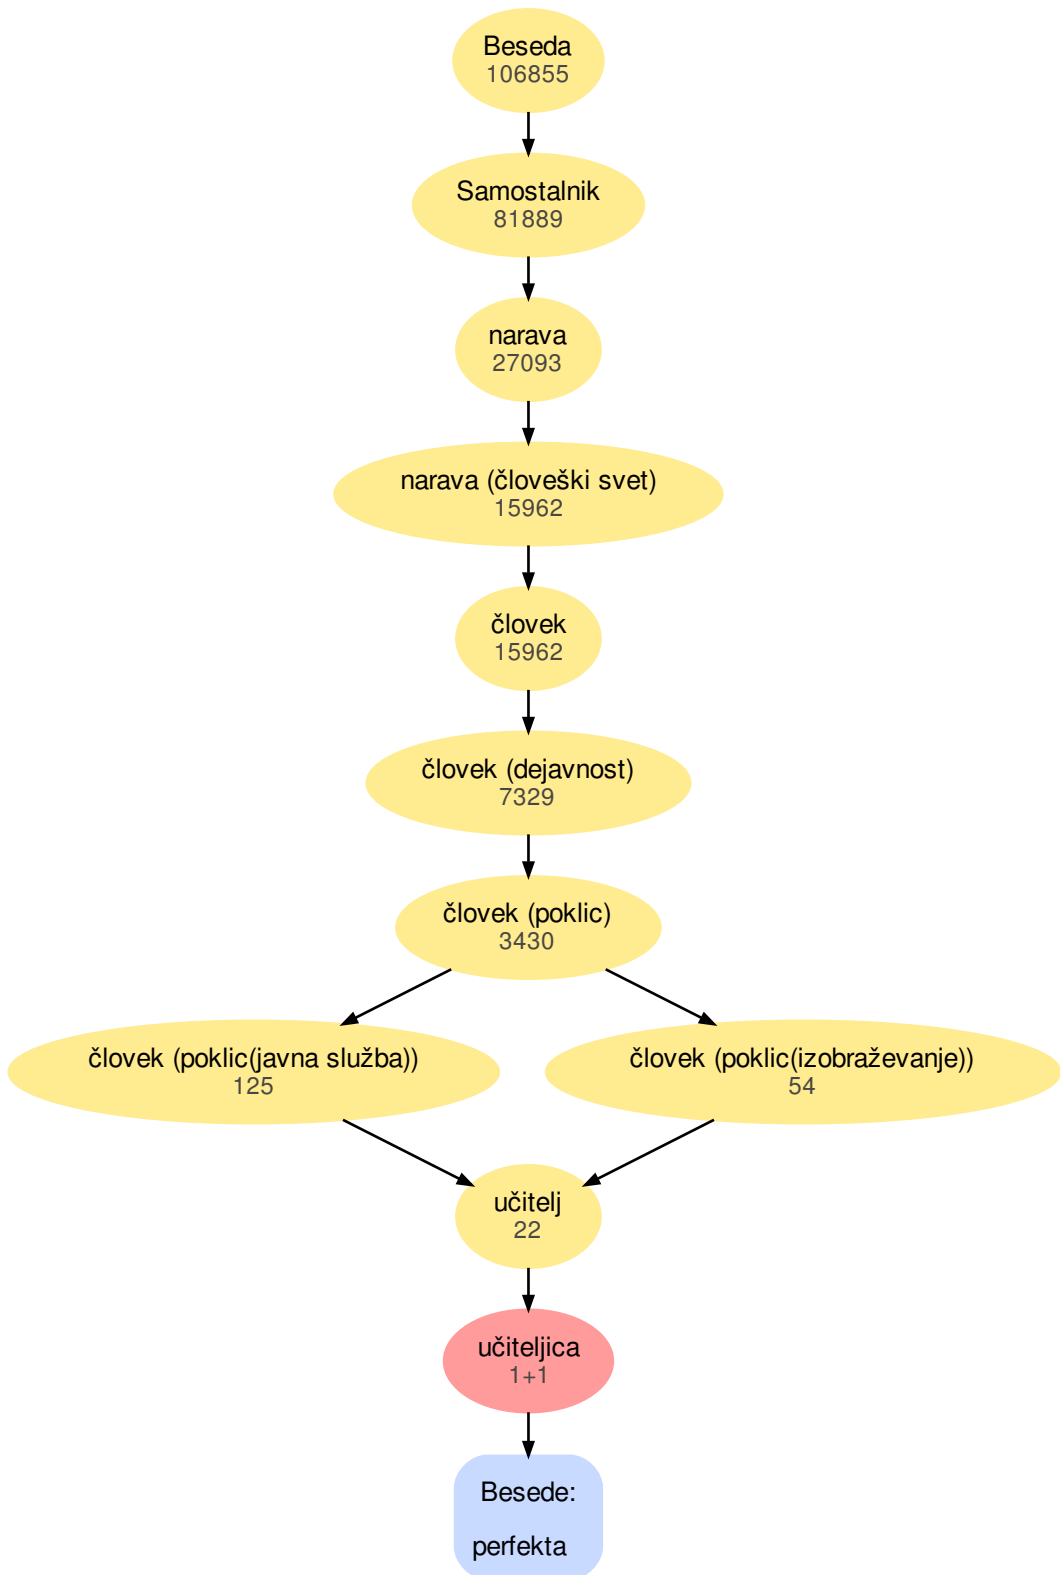 Beseda
106855
Samostalnik
81889
narava
27093
narava (človeški svet)
15962
človek
15962
človek (dejavnost)
7329
človek (poklic)
3430
človek (poklic(javna služba))
125
človek (poklic(izobraževanje))
54
učitelj
22
učiteljica
1+1
Besede:
perfekta